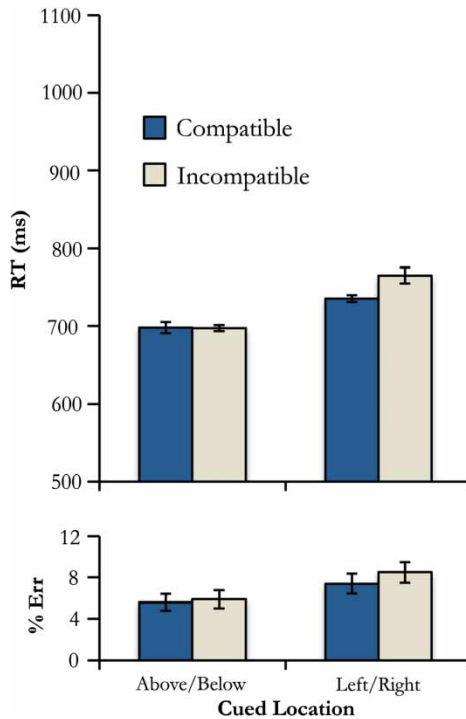 1100
1000
900
800
700
600
500
RT (ms)
Compatible
Incompatible
12
8
4
0
% Err
Above/Below
Left/Right
Cued Location